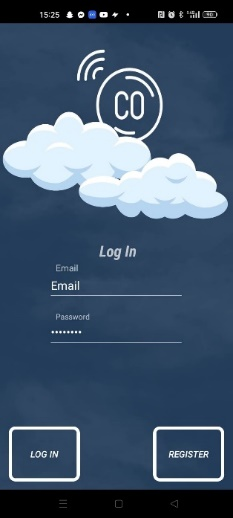 15:25
CO
Log In
Email
Email
Password
••••••••
LOG IN
REGISTER